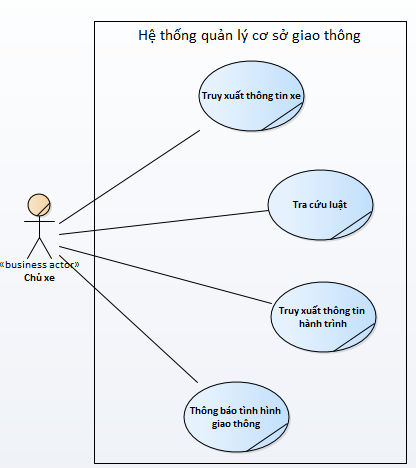 Hệ thống quản lý cơ sở giao thông
Truy xuất thông tin xe
Tra cứu luật
«business actor»
Chủ xe
Truy xuất thông tin
hành trình
Thông báo tình hình
giao thông